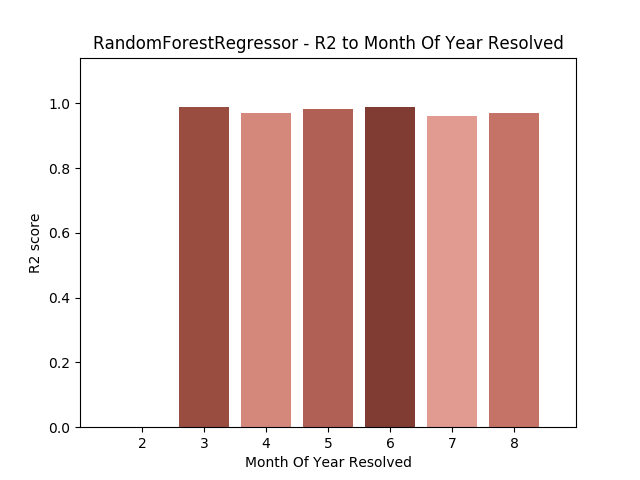 RandomForestRegressor - R2 to Month Of Year Resolved
1.0
0.8
0.6
0.4
0.2
0.0
R2 score
2 3 4 5 6 7 8
Month Of Year Resolved